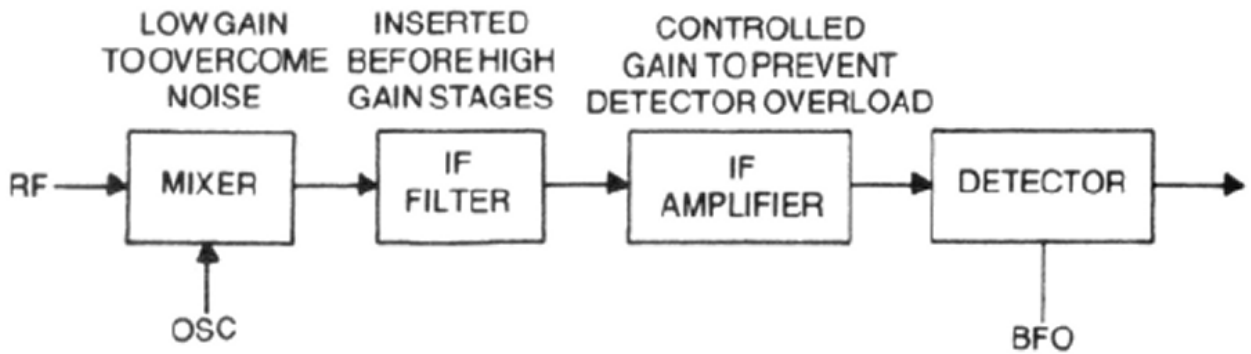 LOW GAIN
TO OVERCOME
NOISE
INSERTED
BEFORE HIGH
GAIN STAGES
CONTROLLED
GAIN TO PREVENT
DETECTOR OVERLOAD
RF
MIXER
IF
FILTER
IF
AMPLIFIER
DETECTOR
OSC
BFO